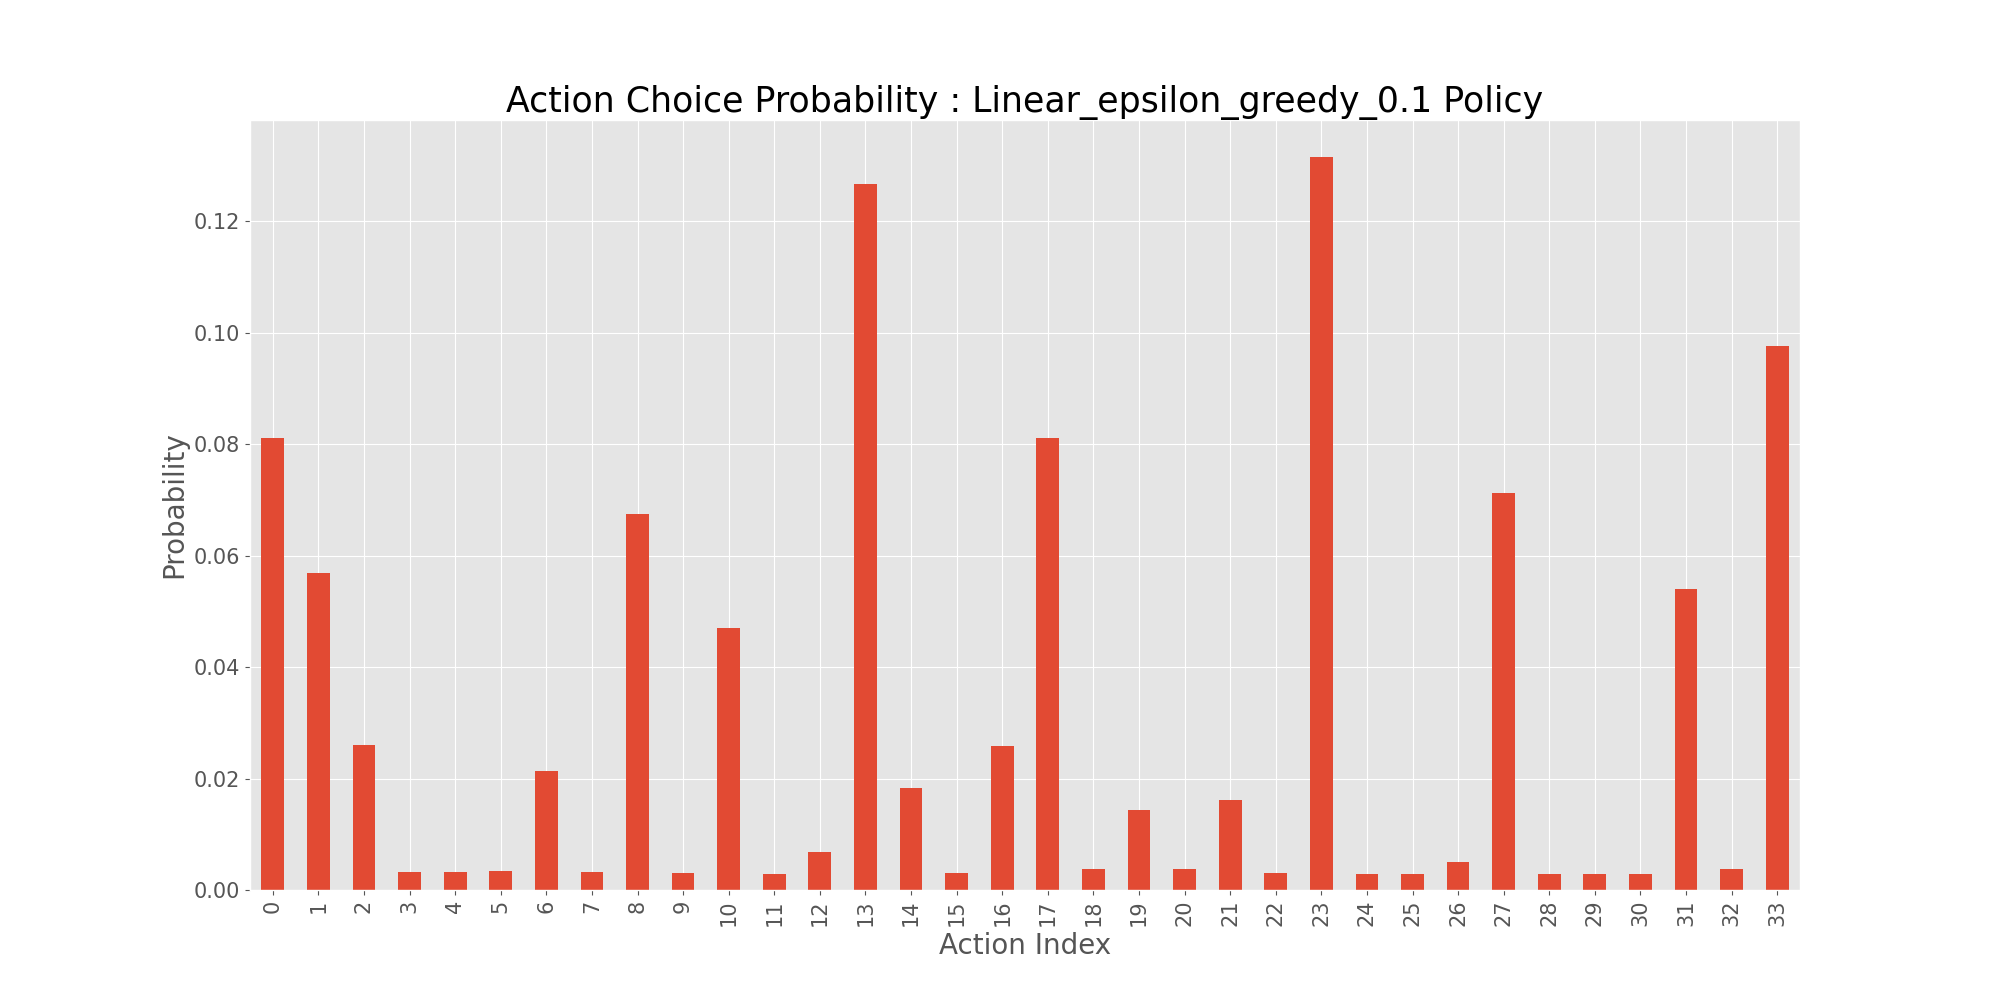 Action Choice Probability : Linear_epsilon_greedy_0.1 Policy
Probability
0.12
0.10
0.08
0.06
0.04
0.02
0.00
0 1 2 3 4 5 6 7 8 9 10 11 12 13 14 15 16 17 18 19 20 21 22 23 24 25 26 27 28 29 30 31 32 33
Action Index